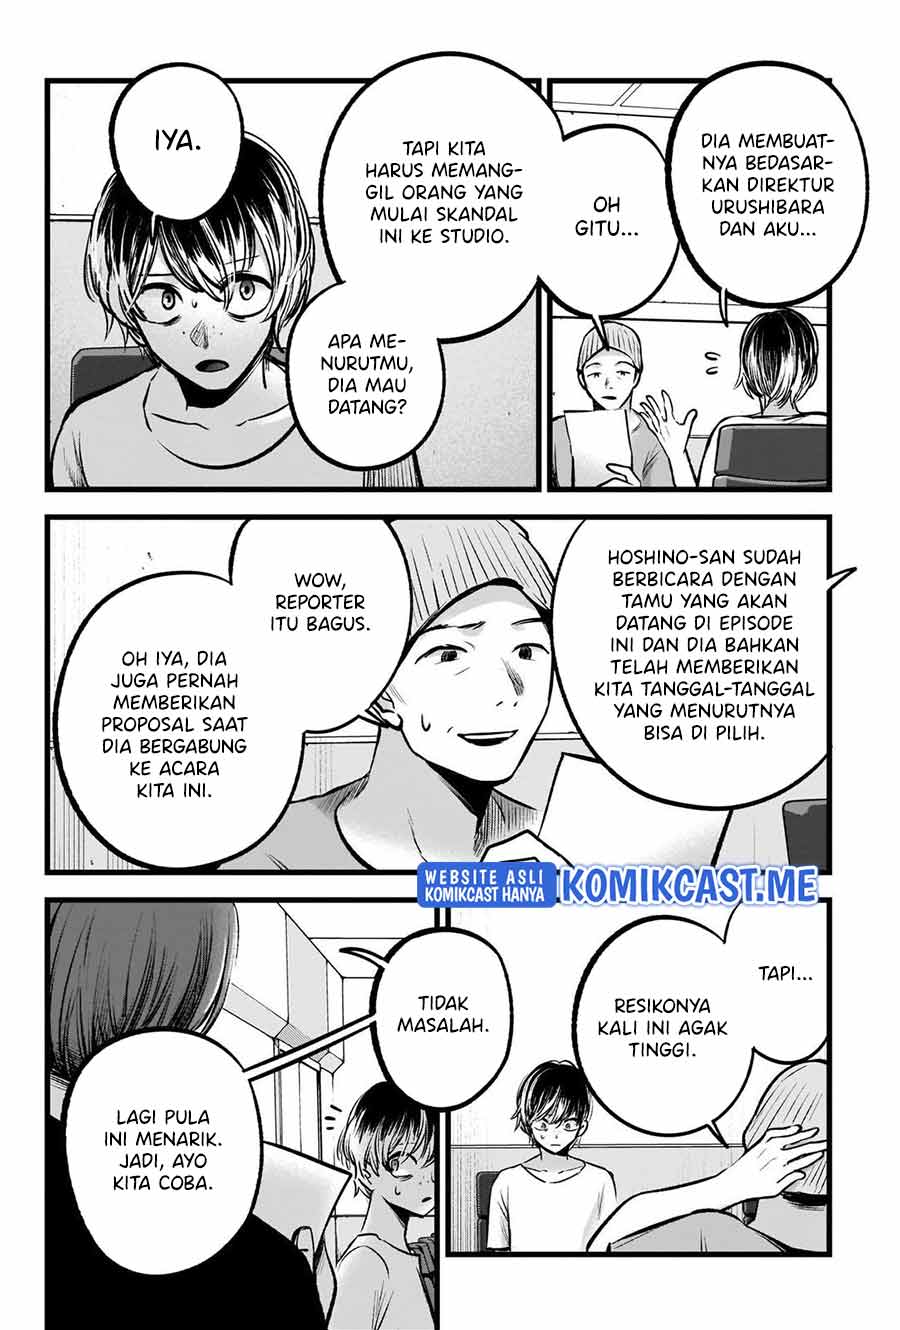 DIA MEMBUAT-
NYA BEDASAR-
KAN DIREKTUR
URUSHIBARA
DAN AKU...
OH
GITU...
TAPI KITA
HARUS MEMANG-
GIL ORANG YANG
MULAI SKANDAL
INI KE STUDIO.
APA ME-
NURUTMU,
DIA MAU
DATANG?
IYA.
HOSHINO-SAN SUDAH
BERBICARA DENGAN
TAMU YANG AKAN
DATANG DI EPISODE
INI DAN DIA BAHKAN
TELAH MEMBERIKAN
KITA TANGGAL-TANGGAL
YANG MENURUTNYA
BISA DI PILIH.
WOW,
REPORTER
ITU BAGUS.
OH IYA, DIA
JUGA PERNAH
MEMBERIKAN
PROPOSAL SAAT
DIA BERGABUNG
KE ACARA
KITA INI.
WEBSITE ASLI
KOMIKCAST HANYA
KOMIKCAST.ME
TAPI...
RESIKONYA
KALI INI AGAK
TINGGI.
TIDAK
MASALAH.
LAGI PULA
INI MENARIK.
JADI, AYO
KITA COBA.